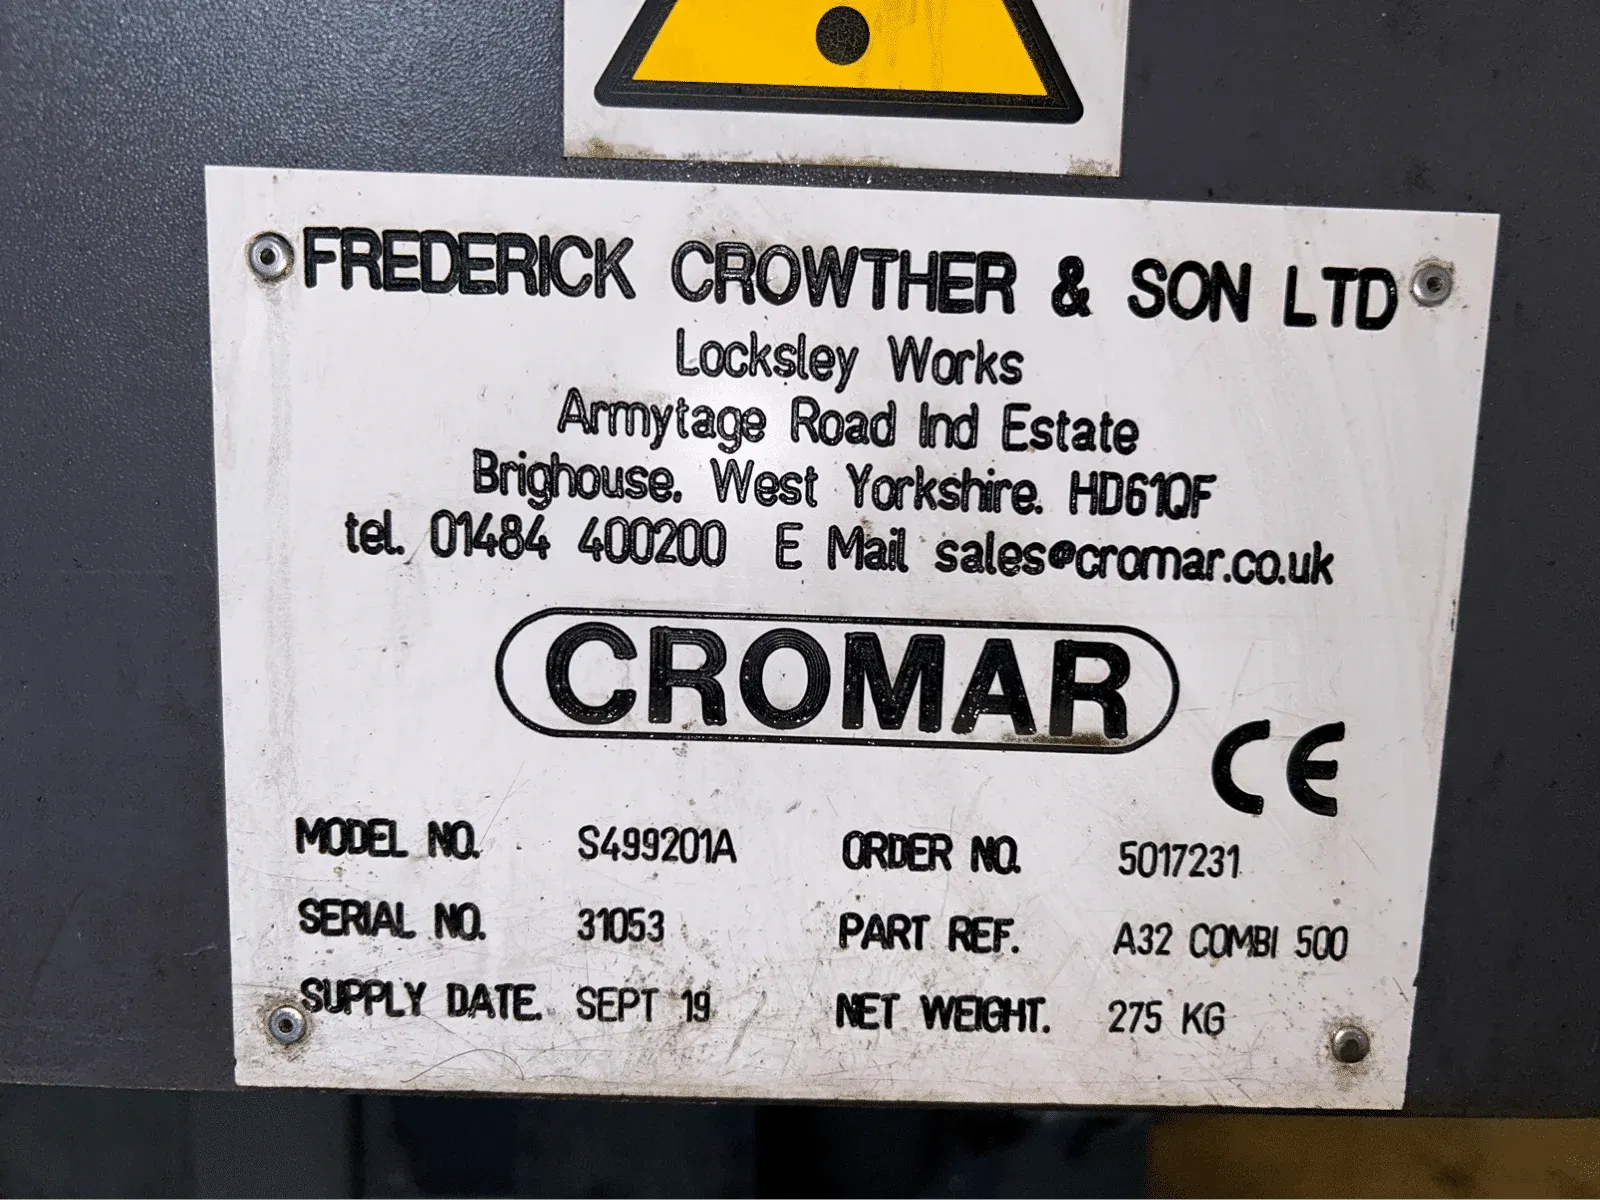 FREDERICK CROWTHER & SON LTD
Locksley Works
Armytage Road Ind Estate
Brighouse. West Yorkshire. HD61QF
tel. 01484 400200 E Mail sales@cromar.co.uk
CROMAR
CE
MODEL NO. S499201A ORDER NO. 5017231
SERIAL NO. 31053 PART REF. A32 COMBI 500
SUPPLY DATE. SEPT 19 NET WEIGHT. 275 KG